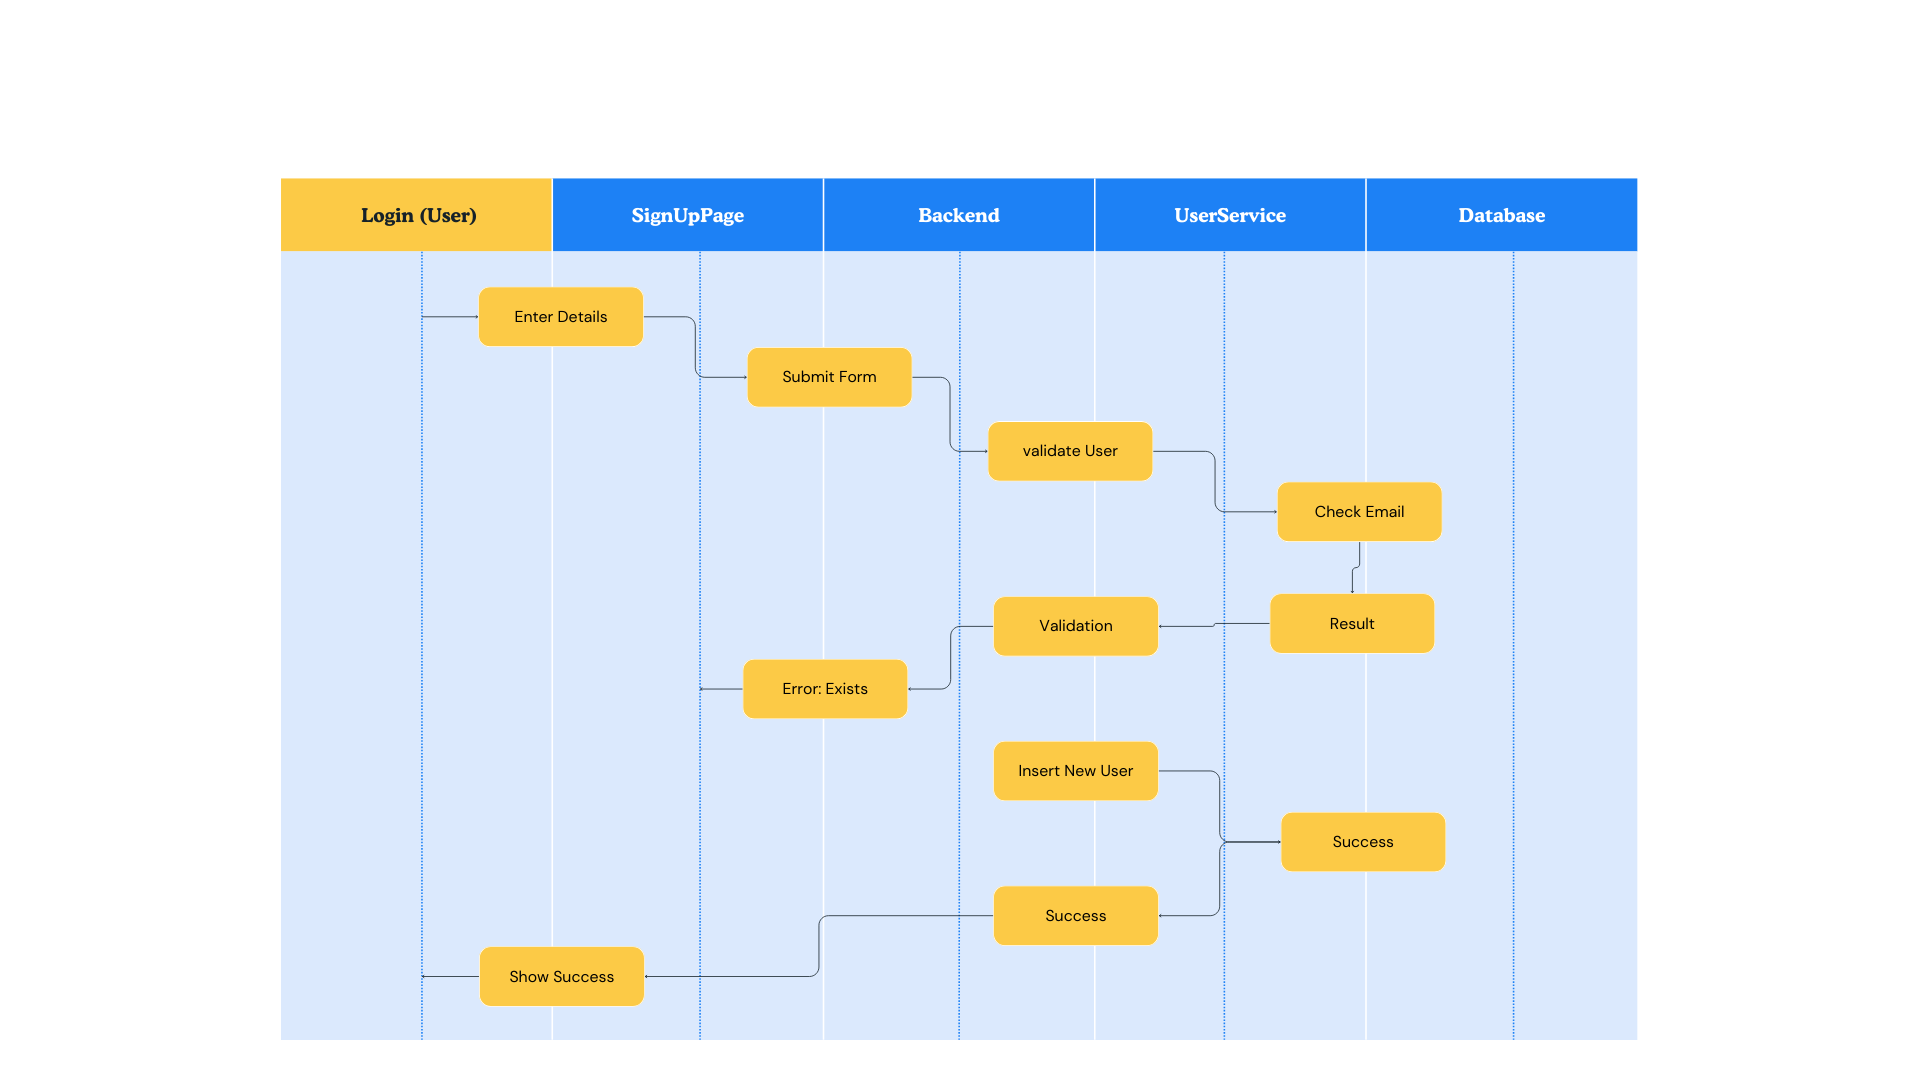 Login (User)
SignUpPage
Backend
UserService
Database
Enter Details
Submit Form
validate User
Check Email
Result
Validation
Error: Exists
Insert New User
Success
Success
Show Success